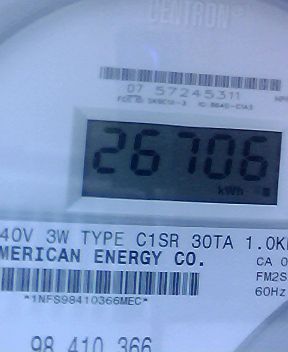 CENTRON®
07 57245311
26706
kWh
40V 3W TYPE C1SR 30TA 1.0K
MERICAN ENERGY CO.
CA 0
FM2S
60Hz
*1NFS98410366MEC*
98 410 366